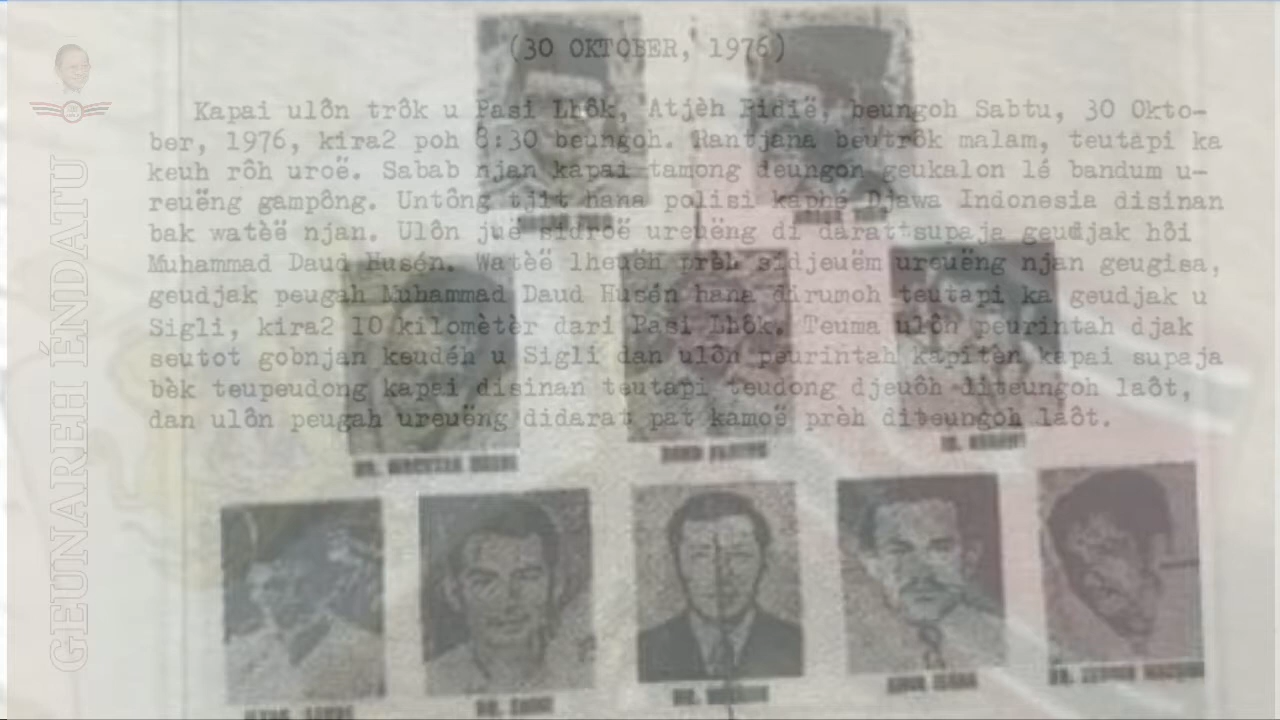 (30 OKTOBER, 1976)
Kapai ulôn trôk u Pasi Lhôk, Atjèh Pidië, beungoh Sabtu, 30 Okto-
ber, 1976, kira2 poh 8:30 beungoh. Rantjana beutrôk malam, teutapi ka
keuh rôh uroë. Sabab njan kapai tamong deungon geukalon lé bandum u-
reuëng gampông. Untông tjit hana polisi kaphé Djawa Indonesia disinan
bak watèë njan. Ulôn juë sidroë ureuëng di darat supaja geudjak hôi
Muhammad Daud Husén. Watèë lheuëh prèh sidjeuëm ureuëng njan geugisa,
geudjak peugah Muhammad Daud Husén hana dirumoh teutapi ka geudjak u
Sigli, kira2 10 kilomètèr dari Pasi Lhôk. Teuma ulôn peurintah djak
seutot gobnjan keudéh u Sigli dan ulôn peurintah kapitèn kapai supaja
bèk teupeudong kapai disinan teutapi teudong djeuôh diteungoh laôt,
dan ulôn peugah ureuëng didarat pat kamoë prèh diteungoh laôt.
GEUNAREH ÉNDATU